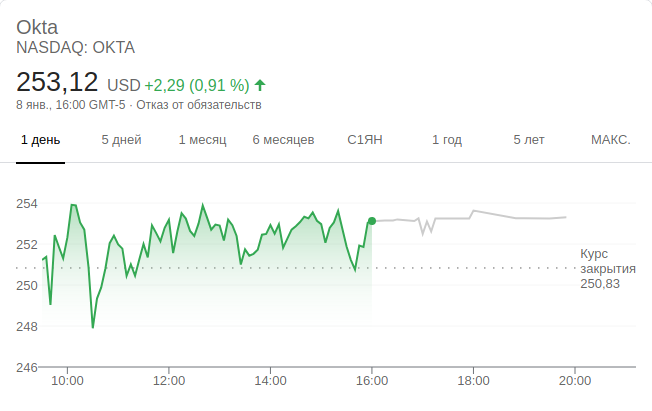 Okta
NASDAQ: OKTA
253,12 USD +2,29 (0,91 %)
8 янв., 16:00 GMT-5 · Отказ от обязательств
1 день 5 дней 1 месяц 6 месяцев С1ЯН 1 год 5 лет МАКС.
254
252
250
248
246
Курс
закрытия
250,83
10:00 12:00 14:00 16:00 18:00 20:00